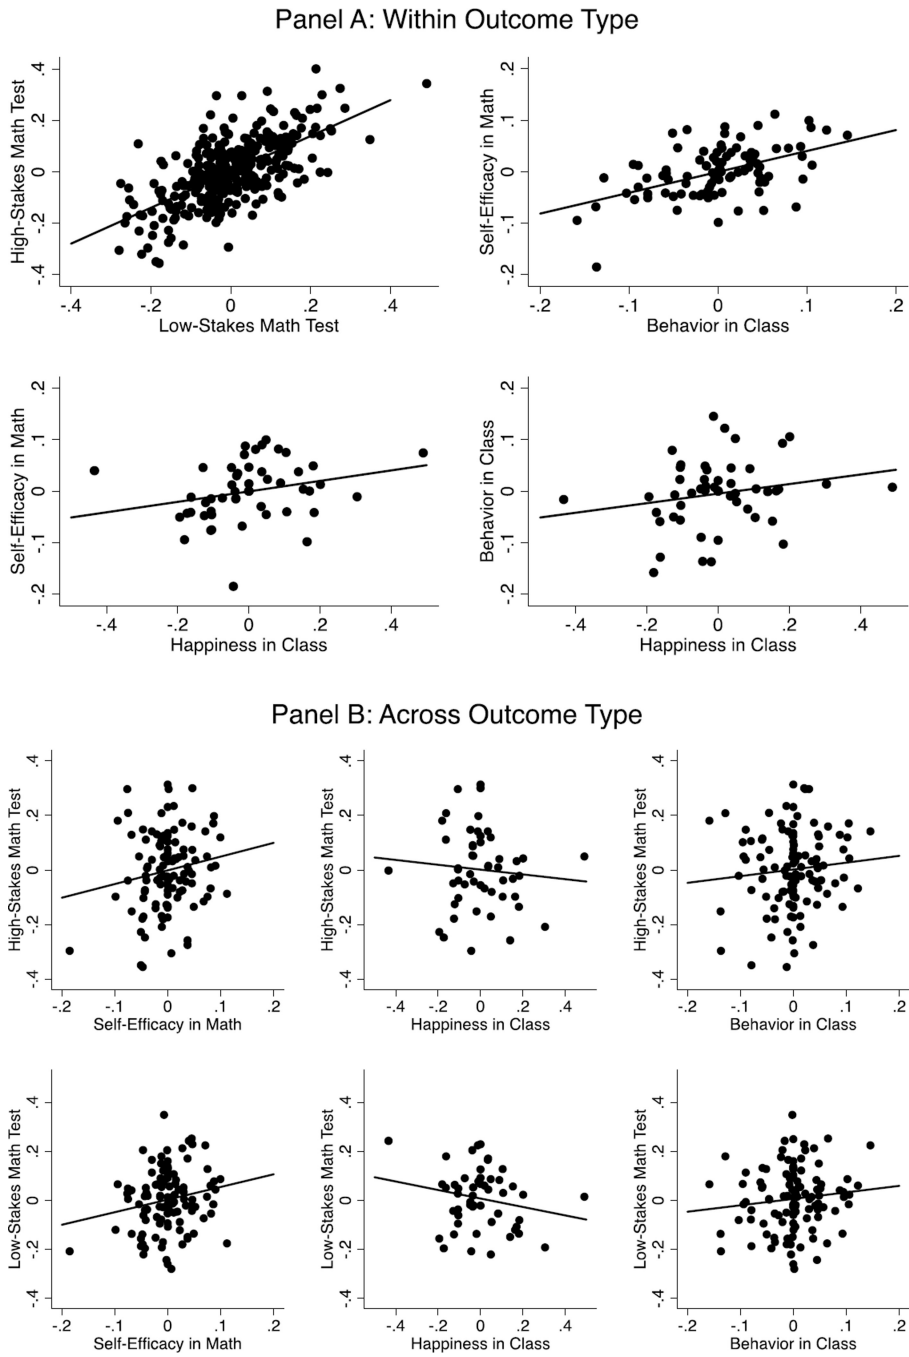 Panel A: Within Outcome Type
High-Stakes Math Test
.4
.2
0
-.2
-.4
-.4 -.2 0 .2 .4
Low-Stakes Math Test
Self-Efficacy in Math
.2
.1
0
-.1
-.2
-.2 -.1 0 .1 .2
Behavior in Class
Self-Efficacy in Math
.2
.1
0
-.1
-.2
-.4 -.2 0 .2 .4
Happiness in Class
Behavior in Class
.2
.1
0
-.1
-.2
-.4 -.2 0 .2 .4
Happiness in Class
Panel B: Across Outcome Type
High-Stakes Math Test
.4
.2
0
-.2
-.4
-.2 -.1 0 .1 .2
Self-Efficacy in Math
High-Stakes Math Test
.4
.2
0
-.2
-.4
-.4 -.2 0 .2 .4
Happiness in Class
High-Stakes Math Test
.4
.2
0
-.2
-.4
-.2 -.1 0 .1 .2
Behavior in Class
Low-Stakes Math Test
.4
.2
0
-.2
-.4
-.2 -.1 0 .1 .2
Self-Efficacy in Math
Low-Stakes Math Test
.4
.2
0
-.2
-.4
-.4 -.2 0 .2 .4
Happiness in Class
Low-Stakes Math Test
.4
.2
0
-.2
-.4
-.2 -.1 0 .1 .2
Behavior in Class